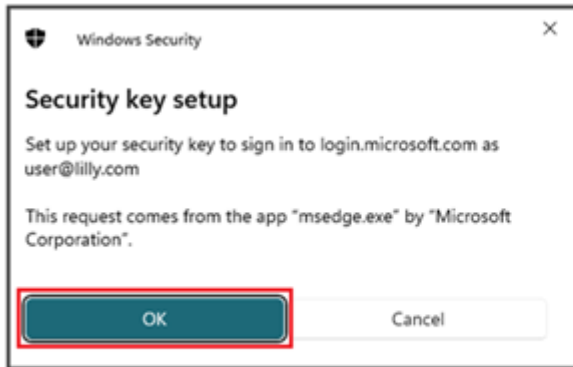 Windows Security
Security key setup
Set up your security key to sign in to login.microsoft.com as
user@lilly.com
This request comes from the app "msedge.exe" by "Microsoft
Corporation".
OK
Cancel